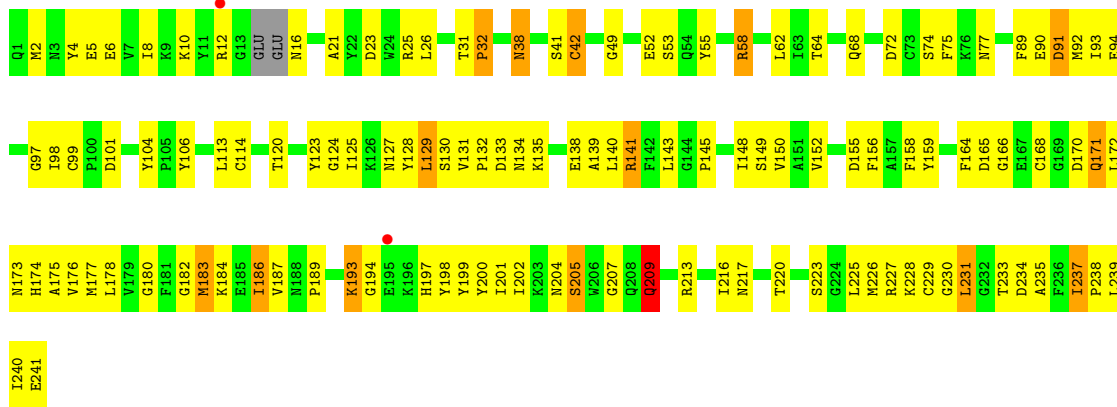 Q1 M2 N3 Y4 E5 E6 V7 I8 K9 K10 Y11 R12 G13 GLU GLU N16 A21 Y22 D23 W24 R25 L26 T31 P32 N38 S41 C42 G49 E52 S53 Q54 Y55 R58 L62 I63 T64 Q68 D72 C73 S74 F75 K76 N77 F89 E90 D91 M92 I93 F94
G97 I98 C99 P100 D101 Y104 P105 Y106 L113 C114 T120 Y123 G124 I125 K126 N127 Y128 L129 S130 V131 P132 D133 N134 K135 E138 A139 L140 R141 F142 L143 G144 P145 I148 S149 V150 A151 V152 D155 F156 A157 F158 Y159 F164 D165 G166 E167 C168 G169 D170 Q171 L172
N173 H174 A175 V176 M177 L178 V179 G180 F181 G182 M183 K184 E185 I186 V187 N188 P189 K193 G194 E195 K196 H197 Y198 Y199 Y200 I201 I202 K203 N204 S205 W206 G207 Q208 Q209 R213 I216 N217 T220 S223 G224 L225 M226 R227 K228 C229 G230 L231 G232 T233 D234 A235 F236 I237 P238 L239
I240 E241